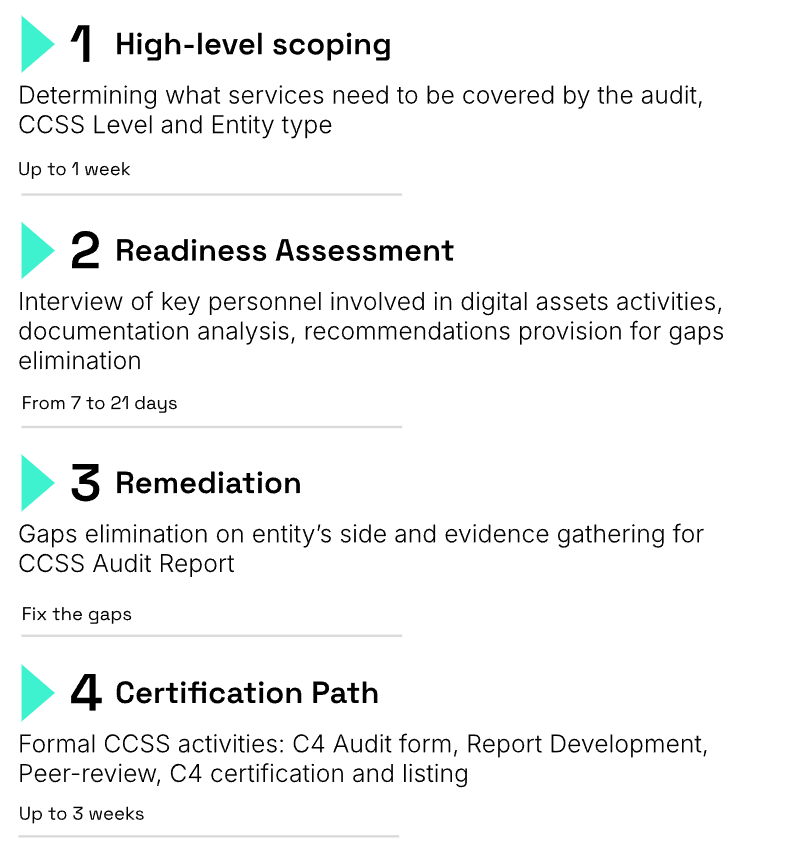 1 High-level scoping
Determining what services need to be covered by the audit,
CCSS Level and Entity type
Up to 1 week
2 Readiness Assessment
Interview of key personnel involved in digital assets activities,
documentation analysis, recommendations provision for gaps
elimination
From 7 to 21 days
3 Remediation
Gaps elimination on entity’s side and evidence gathering for
CCSS Audit Report
Fix the gaps
4 Certification Path
Formal CCSS activities: C4 Audit form, Report Development,
Peer-review, C4 certification and listing
Up to 3 weeks